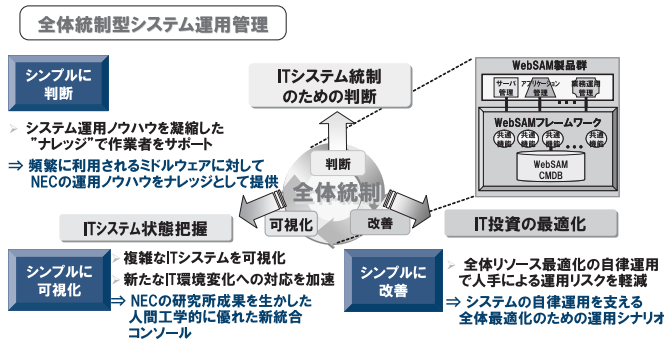 全体統制型システム運用管理
シンプルに
判断
システム運用ノウハウを凝縮した
"ナレッジ"で作業者をサポート
⇒ 頻繁に利用されるミドルウェアに対して
NECの運用ノウハウをナレッジとして提供
ITシステム統制
のための判断
WebSAM製品群
サーバ
管理
アプリケーション
管理
業務運用
管理
・・・
WebSAMフレームワーク
共通
機能
共通
機能
共通
機能
・・・
共通
機能
WebSAM
CMDB
判断
全体統制
可視化
改善
ITシステム状態把握
シンプルに
可視化
複雑なITシステムを可視化
新たなIT環境変化への対応を加速
⇒ NECの研究所成果を生かした
人間工学的に優れた新統合
コンソール
IT投資の最適化
シンプルに
改善
全体リソース最適化の自律運用
で人手による運用リスクを軽減
⇒ システムの自律運用を支える
全体最適化のための運用シナリオ